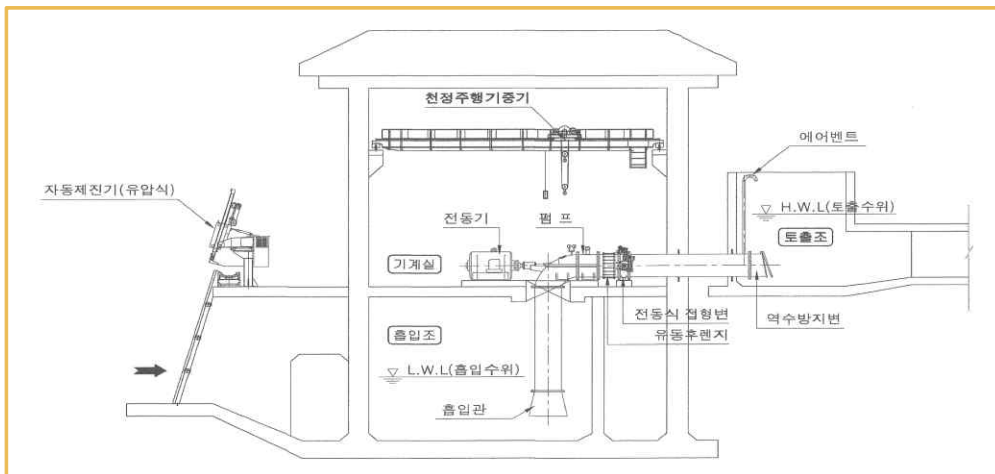 천정주행기중기
에어벤트
자동제진기(유압식)
H.W.L(토출수위)
전동기
펌 프
토출조
기계실
전동식 접형변
역수방지변
유동후렌지
흡입조
L.W.L(흡입수위)
흡입관